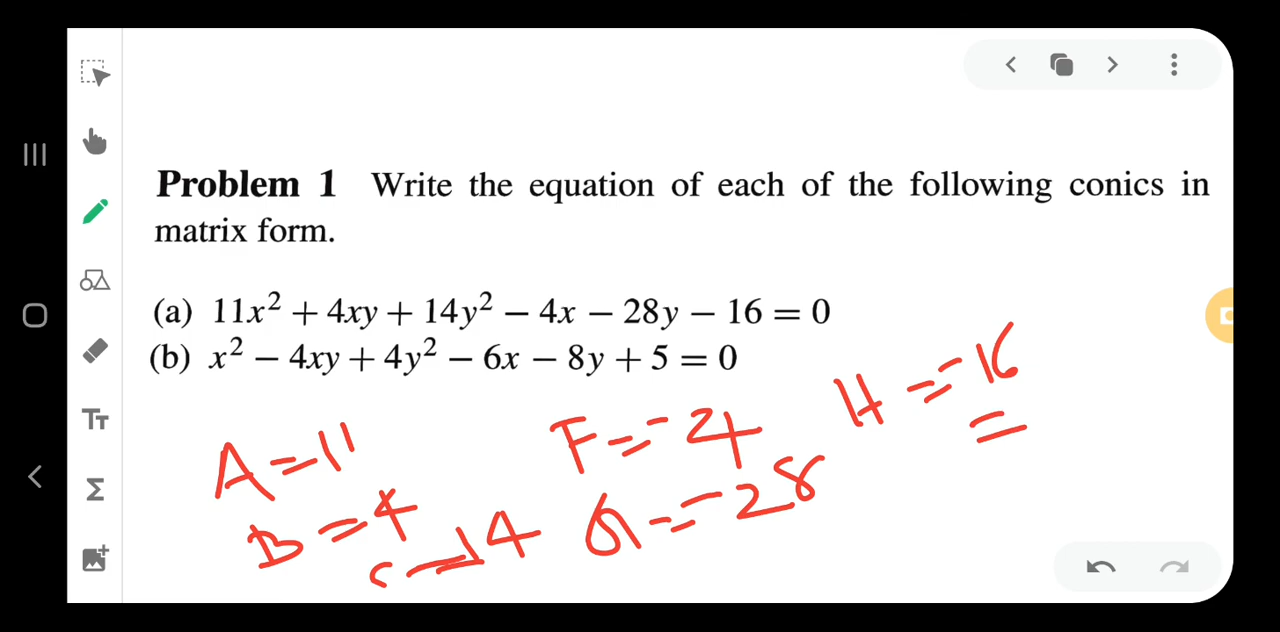 Problem 1 Write the equation of each of the following conics in
matrix form.
(a) 11x² + 4xy + 14y² − 4x − 28y − 16 = 0
(b) x² − 4xy + 4y² − 6x − 8y + 5 = 0
A = 11
B = 4
C = 14
F = -4
G = -28
H = -16
Tт
Σ